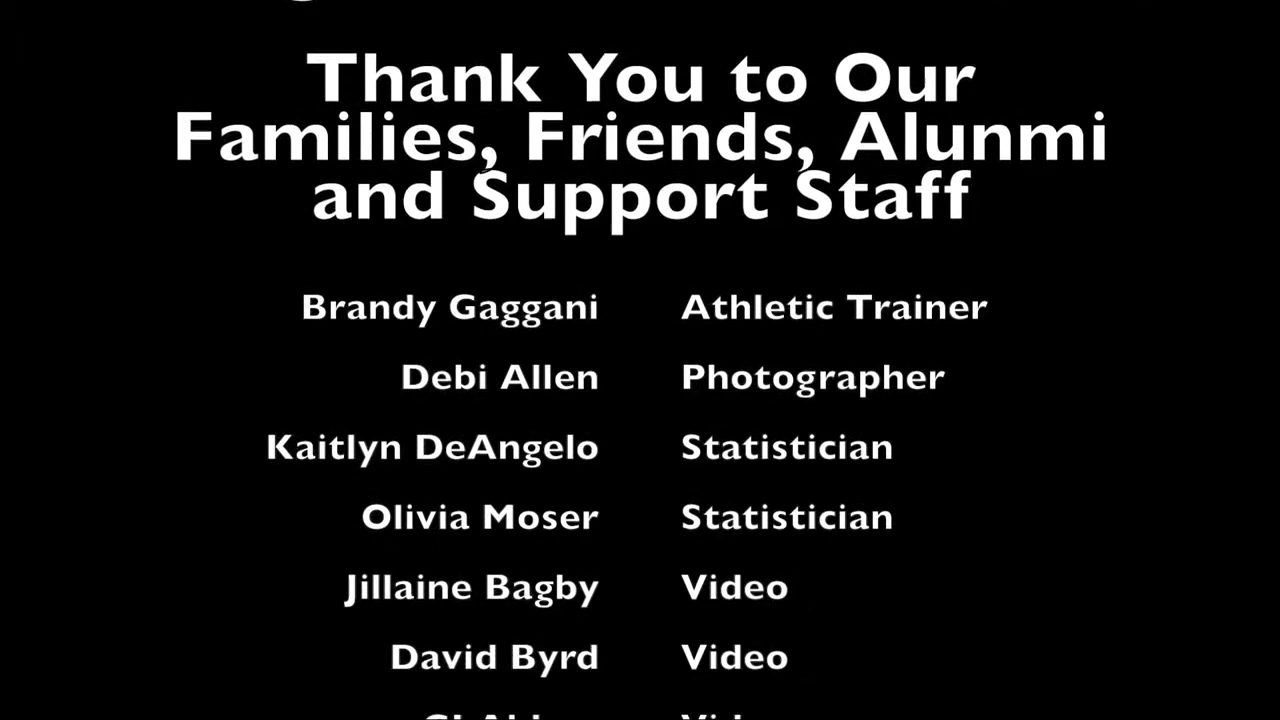 Thank You to Our
Families, Friends, Alunmi
and Support Staff
Brandy Gaggani Athletic Trainer
Debi Allen Photographer
Kaitlyn DeAngelo Statistician
Olivia Moser Statistician
Jillaine Bagby Video
David Byrd Video